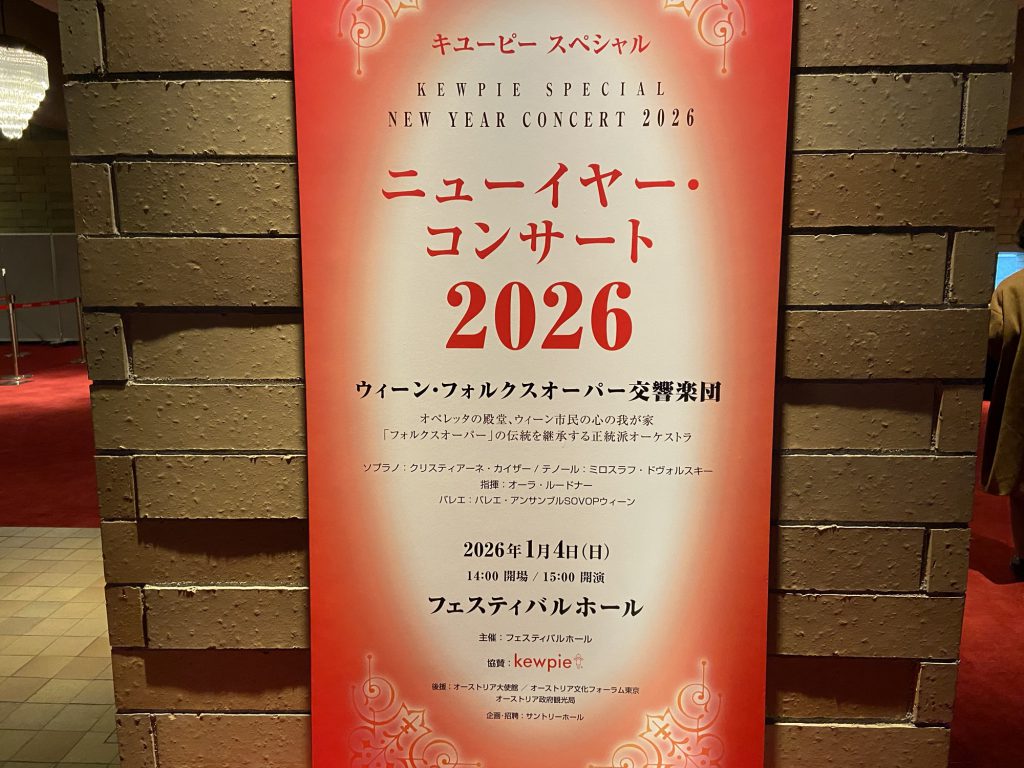 キユーピー スペシャル
KEWPIE SPECIAL
NEW YEAR CONCERT 2026
ニューイヤー・
コンサート
2026
ウィーン・フォルクスオーパー交響楽団
オペレッタの殿堂、ウィーン市民の心の我が家
「フォルクスオーパー」の伝統を継承する正統派オーケストラ
ソプラノ：クリスティアーネ・カイザー / テノール：ミロスラフ・ドヴォルスキー
指揮：オーラ・ルードナー
バレエ：バレエ・アンサンブルSOVOPウィーン
2026年1月4日（日）
14:00 開場 / 15:00 開演
フェスティバルホール
主催：フェスティバルホール
協賛：kewpie
後援：オーストリア大使館 ／ オーストリア文化フォーラム東京
オーストリア政府観光局
企画・招聘：サントリーホール